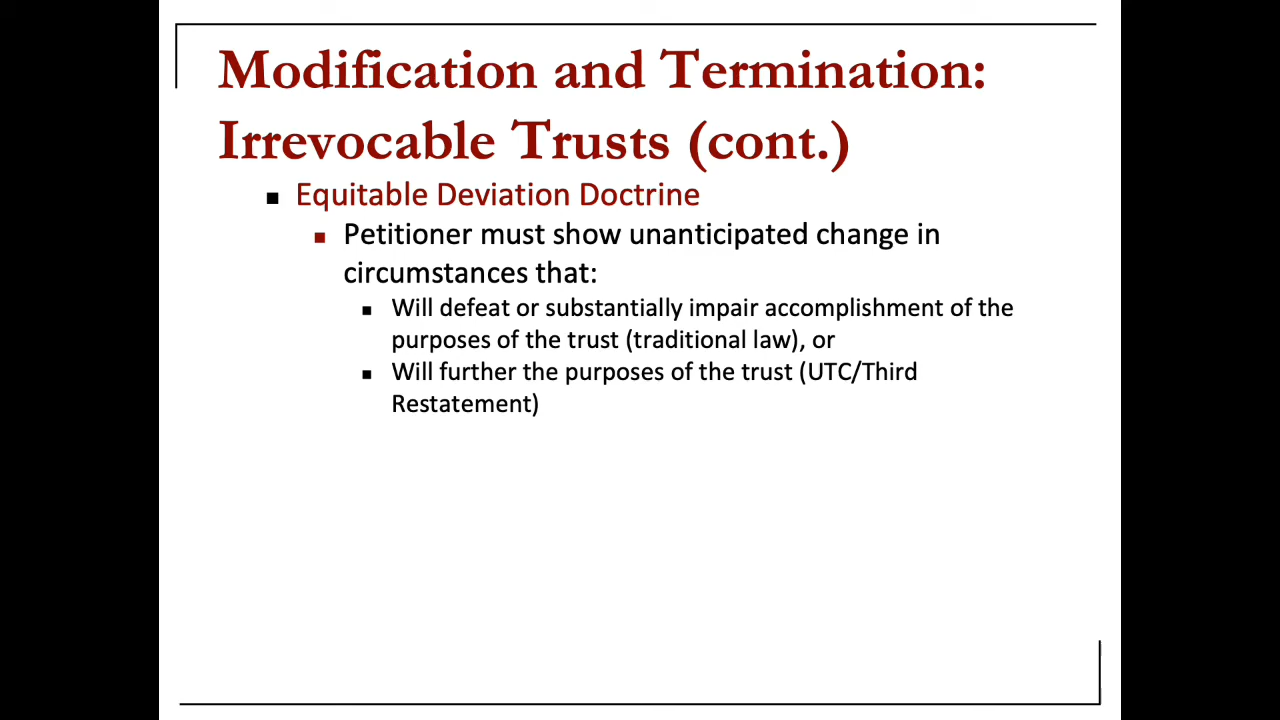 Modification and Termination:
Irrevocable Trusts (cont.)
Equitable Deviation Doctrine
Petitioner must show unanticipated change in
circumstances that:
Will defeat or substantially impair accomplishment of the
purposes of the trust (traditional law), or
Will further the purposes of the trust (UTC/Third
Restatement)